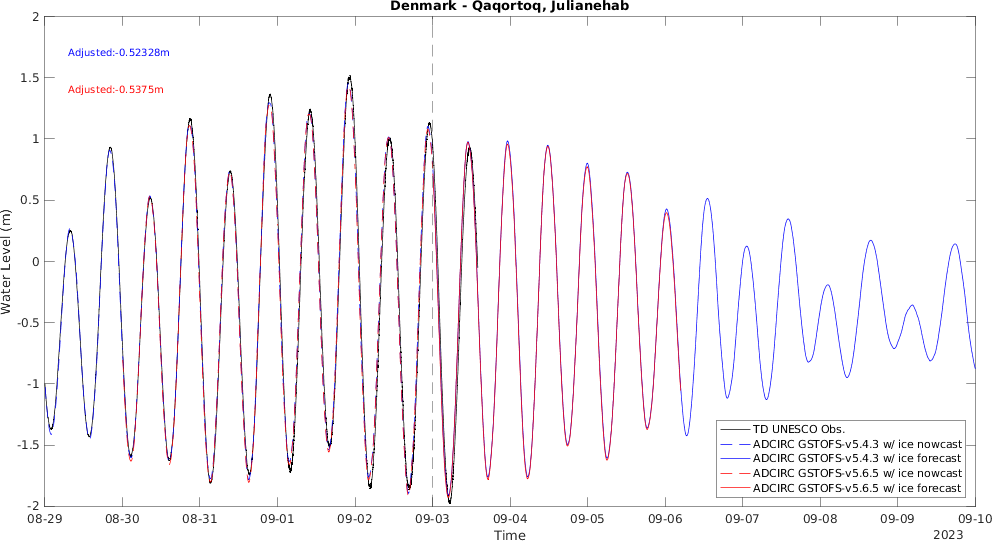 Denmark - Qaqortoq, Julianehab
Adjusted:-0.52328m
Adjusted:-0.5375m
Water Level (m)
2
1.5
1
0.5
0
-0.5
-1
-1.5
-2
TD UNESCO Obs.
ADCIRC GSTOFS-v5.4.3 w/ ice nowcast
ADCIRC GSTOFS-v5.4.3 w/ ice forecast
ADCIRC GSTOFS-v5.6.5 w/ ice nowcast
ADCIRC GSTOFS-v5.6.5 w/ ice forecast
08-29 08-30 08-31 09-01 09-02 09-03 09-04 09-05 09-06 09-07 09-08 09-09 09-10
Time
2023